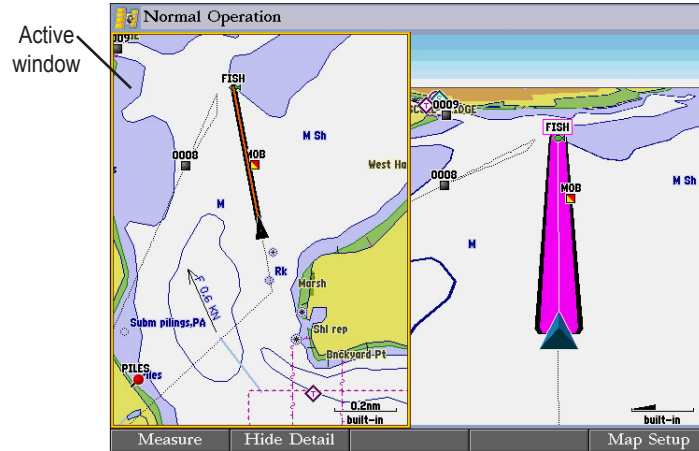 Normal Operation
Active
window
0009
FISH
M Sh
MOB
0008
West Ha
M
Rk
Marsh
F 0.6 KN
Subm pilings,PA
Shl rep
Bnckyard Pt
PILES
T
0.2nm
built-in
T
0009
IDGE
FISH
0008
MOB
M Sh
M
built-in
Measure
Hide Detail
Map Setup